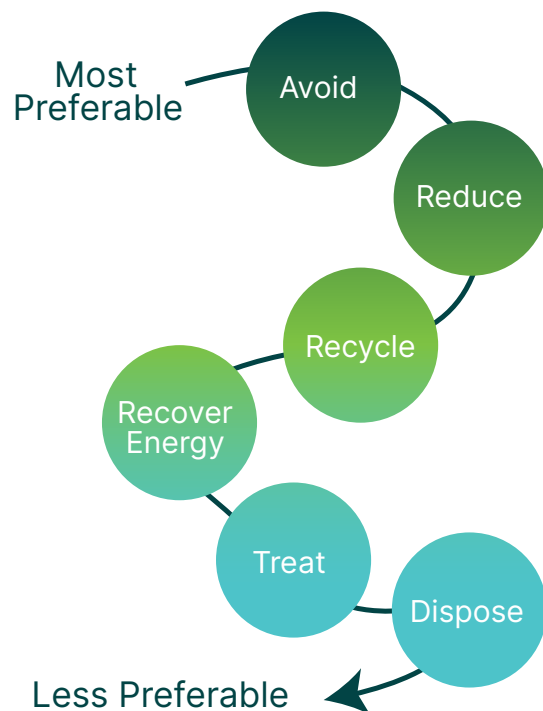 Most
Preferable
Avoid
Reduce
Recycle
Recover
Energy
Treat
Dispose
Less Preferable